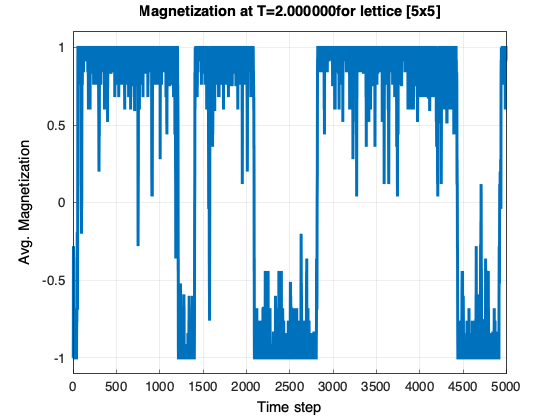 Magnetization at T=2.000000for lettice [5x5]
Avg. Magnetization
1
0.5
0
-0.5
-1
0 500 1000 1500 2000 2500 3000 3500 4000 4500 5000
Time step